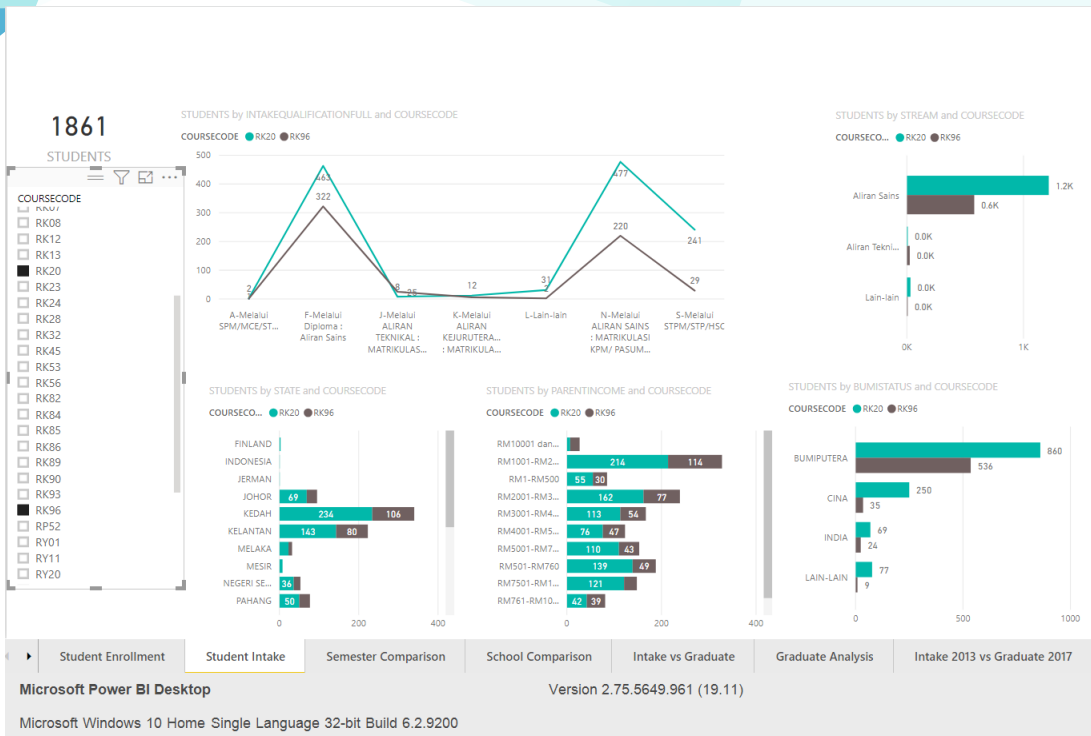 1861
STUDENTS
COURSECODE
RK07
RK08
RK12
RK13
RK20
RK23
RK24
RK28
RK32
RK45
RK53
RK56
RK82
RK84
RK85
RK86
RK89
RK90
RK93
RK96
RP52
RY01
RY11
RY20
STUDENTS by INTAKEQUALIFICATIONFULL and COURSECODE
COURSECODE RK20 RK96
500
400
300
200
100
0
463
322
477
220
241
29
2
8
25
12
31
2
A-Melalui SPM/MCE/ST...
F-Melalui Diploma : Aliran Sains
J-Melalui ALIRAN TEKNIKAL : MATRIKULAS...
K-Melalui ALIRAN KEJURUTERA... : MATRIKULA...
L-Lain-lain
N-Melalui ALIRAN SAINS : MATRIKULASI KPM/ PASUM...
S-Melalui STPM/STP/HSC
STUDENTS by STREAM and COURSECODE
COURSECO... RK20 RK96
Aliran Sains 1.2K
0.6K
Aliran Tekni... 0.0K
0.0K
Lain-lain 0.0K
0.0K
0K 1K
STUDENTS by STATE and COURSECODE
COURSECO... RK20 RK96
FINLAND
INDONESIA
JERMAN
JOHOR 69
KEDAH 234 106
KELANTAN 143 80
MELAKA
MESIR
NEGERI SE... 36
PAHANG 50
0 200 400
STUDENTS by PARENTINCOME and COURSECODE
COURSECODE RK20 RK96
RM10001 dan...
RM1001-RM2... 214 114
RM1-RM500 55 30
RM2001-RM3... 162 77
RM3001-RM4... 113 54
RM4001-RM5... 76 47
RM5001-RM7... 110 43
RM501-RM760 139 49
RM7501-RM1... 121
RM761-RM10... 42 39
0 200 400
STUDENTS by BUMISTATUS and COURSECODE
COURSECODE RK20 RK96
BUMIPUTERA 860
536
CINA 250
35
INDIA 69
24
LAIN-LAIN 77
9
0 500 1000
Student Enrollment Student Intake Semester Comparison School Comparison Intake vs Graduate Graduate Analysis Intake 2013 vs Graduate 2017
Microsoft Power BI Desktop Version 2.75.5649.961 (19.11)
Microsoft Windows 10 Home Single Language 32-bit Build 6.2.9200